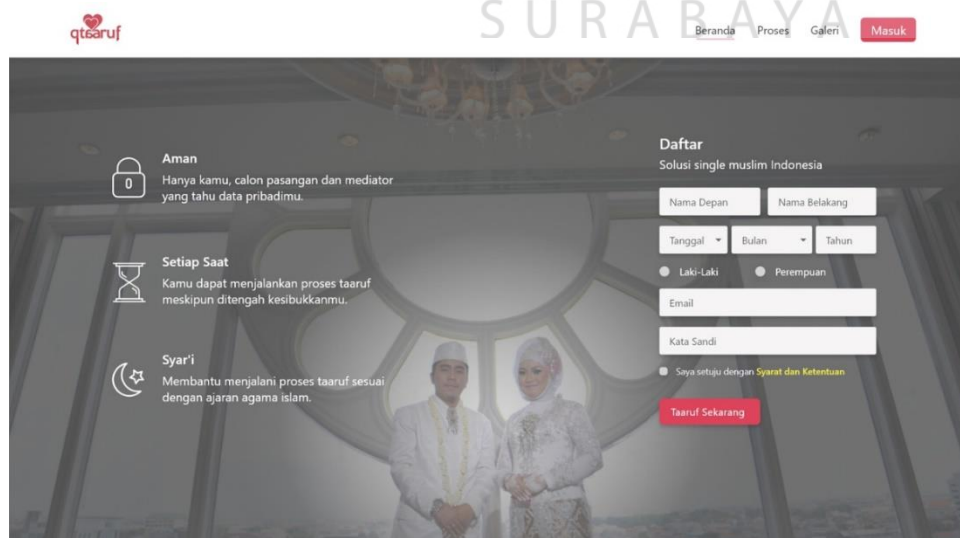 SURABAYA
qtaaruf
Beranda Proses Galeri Masuk
Aman
Hanya kamu, calon pasangan dan mediator
yang tahu data pribadimu.
Setiap Saat
Kamu dapat menjalankan proses taaruf
meskipun ditengah kesibukkanmu.
Syar'i
Membantu menjalani proses taaruf sesuai
dengan ajaran agama islam.
Daftar
Solusi single muslim Indonesia
Nama Depan Nama Belakang
Tanggal Bulan Tahun
Laki-Laki Perempuan
Email
Kata Sandi
Saya setuju dengan Syarat dan Ketentuan
Taaruf Sekarang